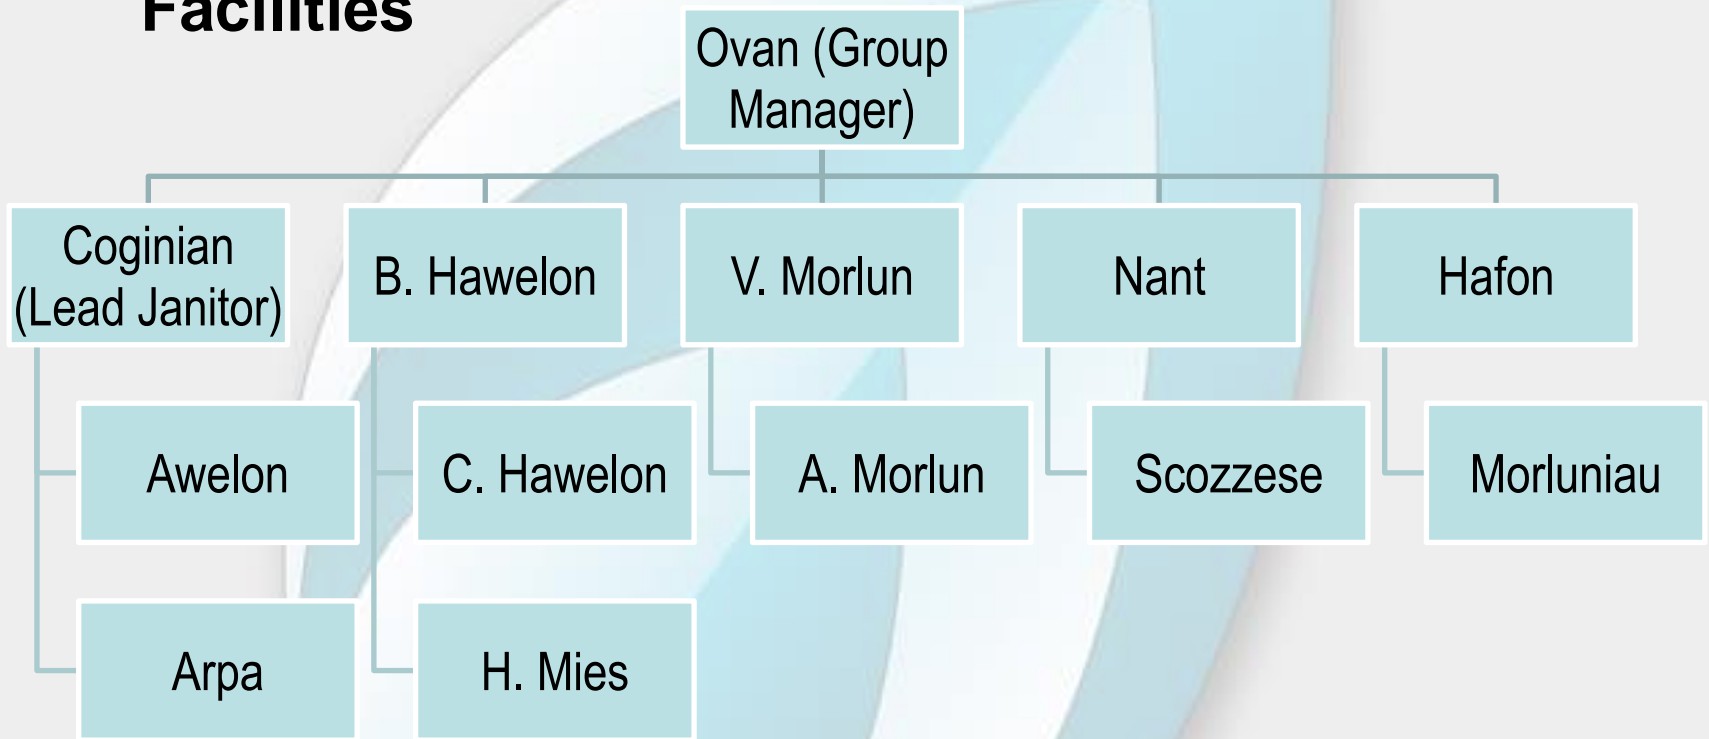 Facilities
Ovan (Group
Manager)
Coginian
(Lead Janitor)
B. Hawelon
V. Morlun
Nant
Hafon
Awelon
C. Hawelon
A. Morlun
Scozzese
Morluniau
Arpa
H. Mies